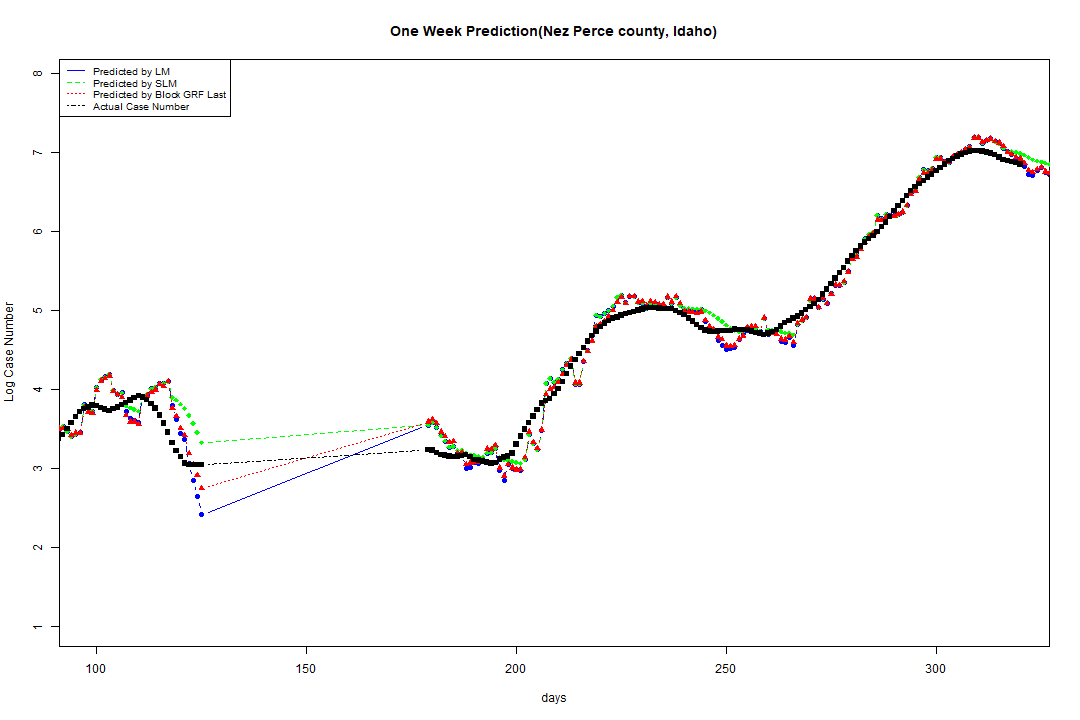 One Week Prediction(Nez Perce county, Idaho)
Predicted by LM
Predicted by SLM
Predicted by Block GRF Last
Actual Case Number
8
7
6
5
4
3
2
1
Log Case Number
100
150
200
250
300
days